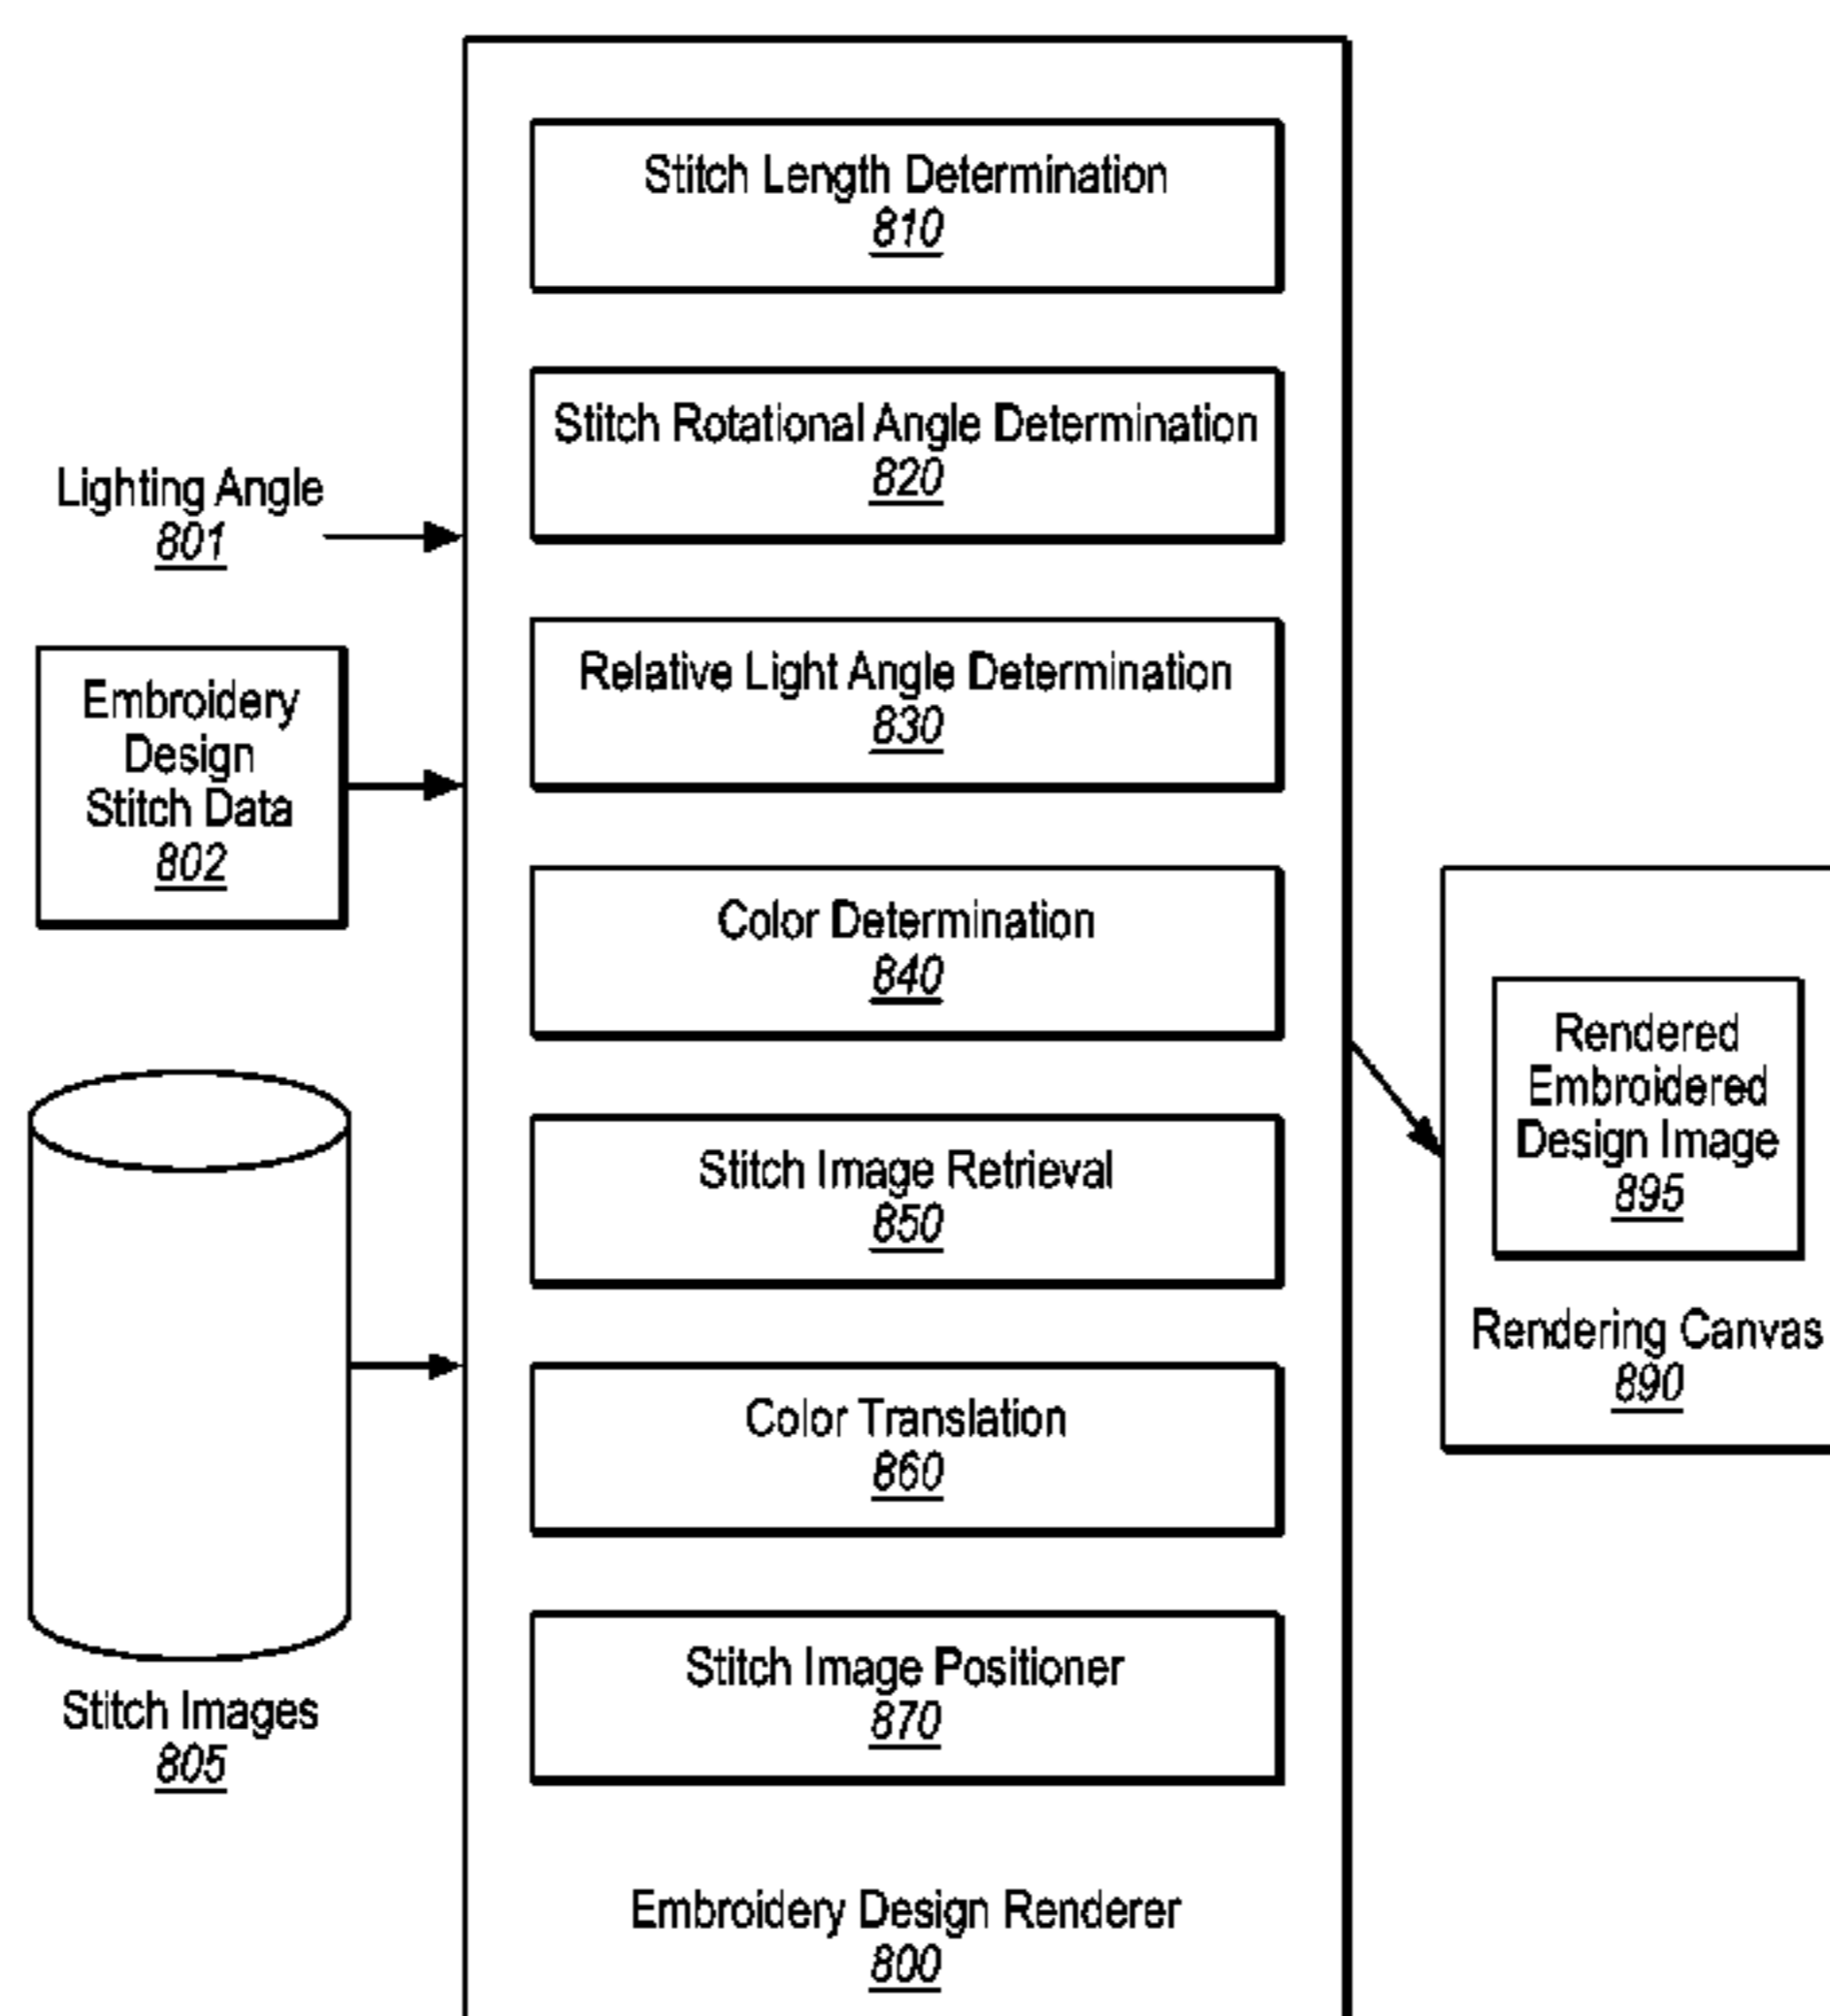 Stitch Length Determination
810
Stitch Rotational Angle Determination
820
Lighting Angle
801
Relative Light Angle Determination
830
Embroidery
Design
Stitch Data
802
Color Determination
840
Rendered
Embroidered
Design Image
895
Rendering Canvas
890
Stitch Image Retrieval
850
Color Translation
860
Stitch Images
805
Stitch Image Positioner
870
Embroidery Design Renderer
800